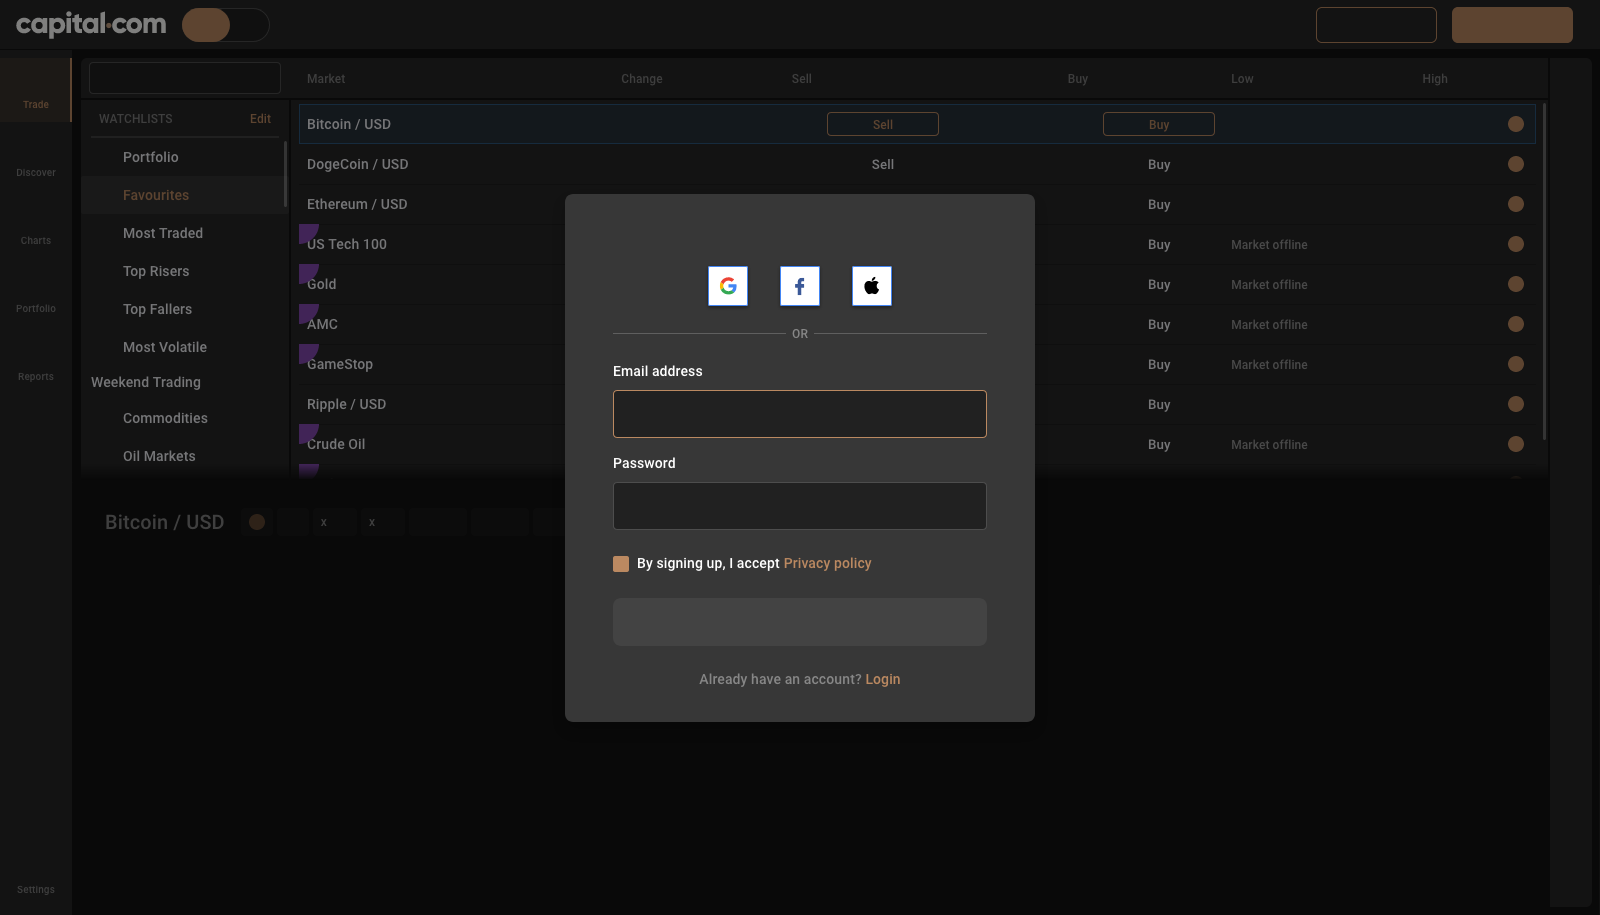 capital.com
Market Change Sell Buy Low High
Trade
WATCHLISTS Edit
Bitcoin / USD Sell Buy
Portfolio
DogeCoin / USD Sell Buy
Discover
Favourites
Ethereum / USD Buy
Most Traded
Charts
US Tech 100 Buy Market offline
Top Risers
Gold Buy Market offline
Portfolio
Top Fallers
AMC Buy Market offline
Most Volatile
GameStop Buy Market offline
Reports
Weekend Trading
Ripple / USD Buy
Commodities
Crude Oil Buy Market offline
Oil Markets
Bitcoin / USD x x
Settings
OR
Email address
Password
By signing up, I accept Privacy policy
Already have an account? Login